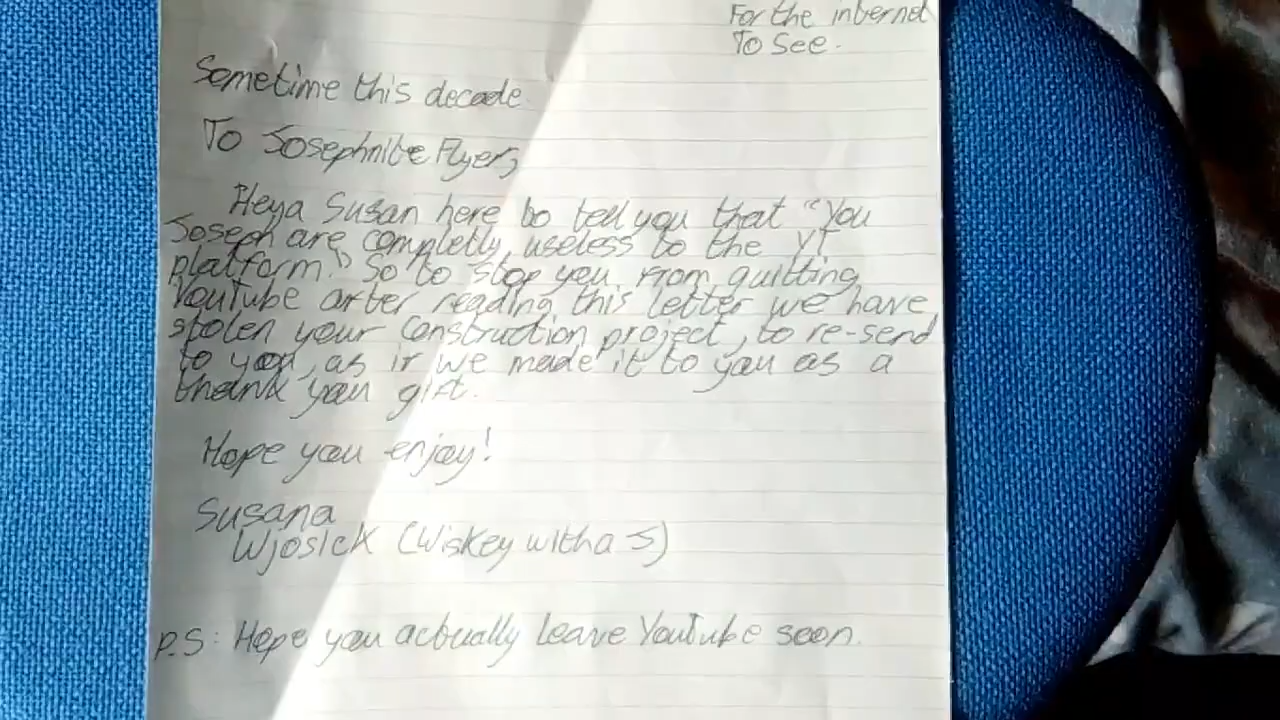 For the internet
To see.
Sometime this decade.
To Josephnite Flyer,
Heya Susan here to tell you that "You
Joseph are completly useless to the YT
platform." So to stop you from quitting
YouTube after reading this letter we have
stolen your construction project, to re-send
to you, as if we made it to you as a
thank you gift.
Hope you enjoy!
Susana
Wjosick (Wiskey with a J)
P.S: Hope you actually leave YouTube soon.